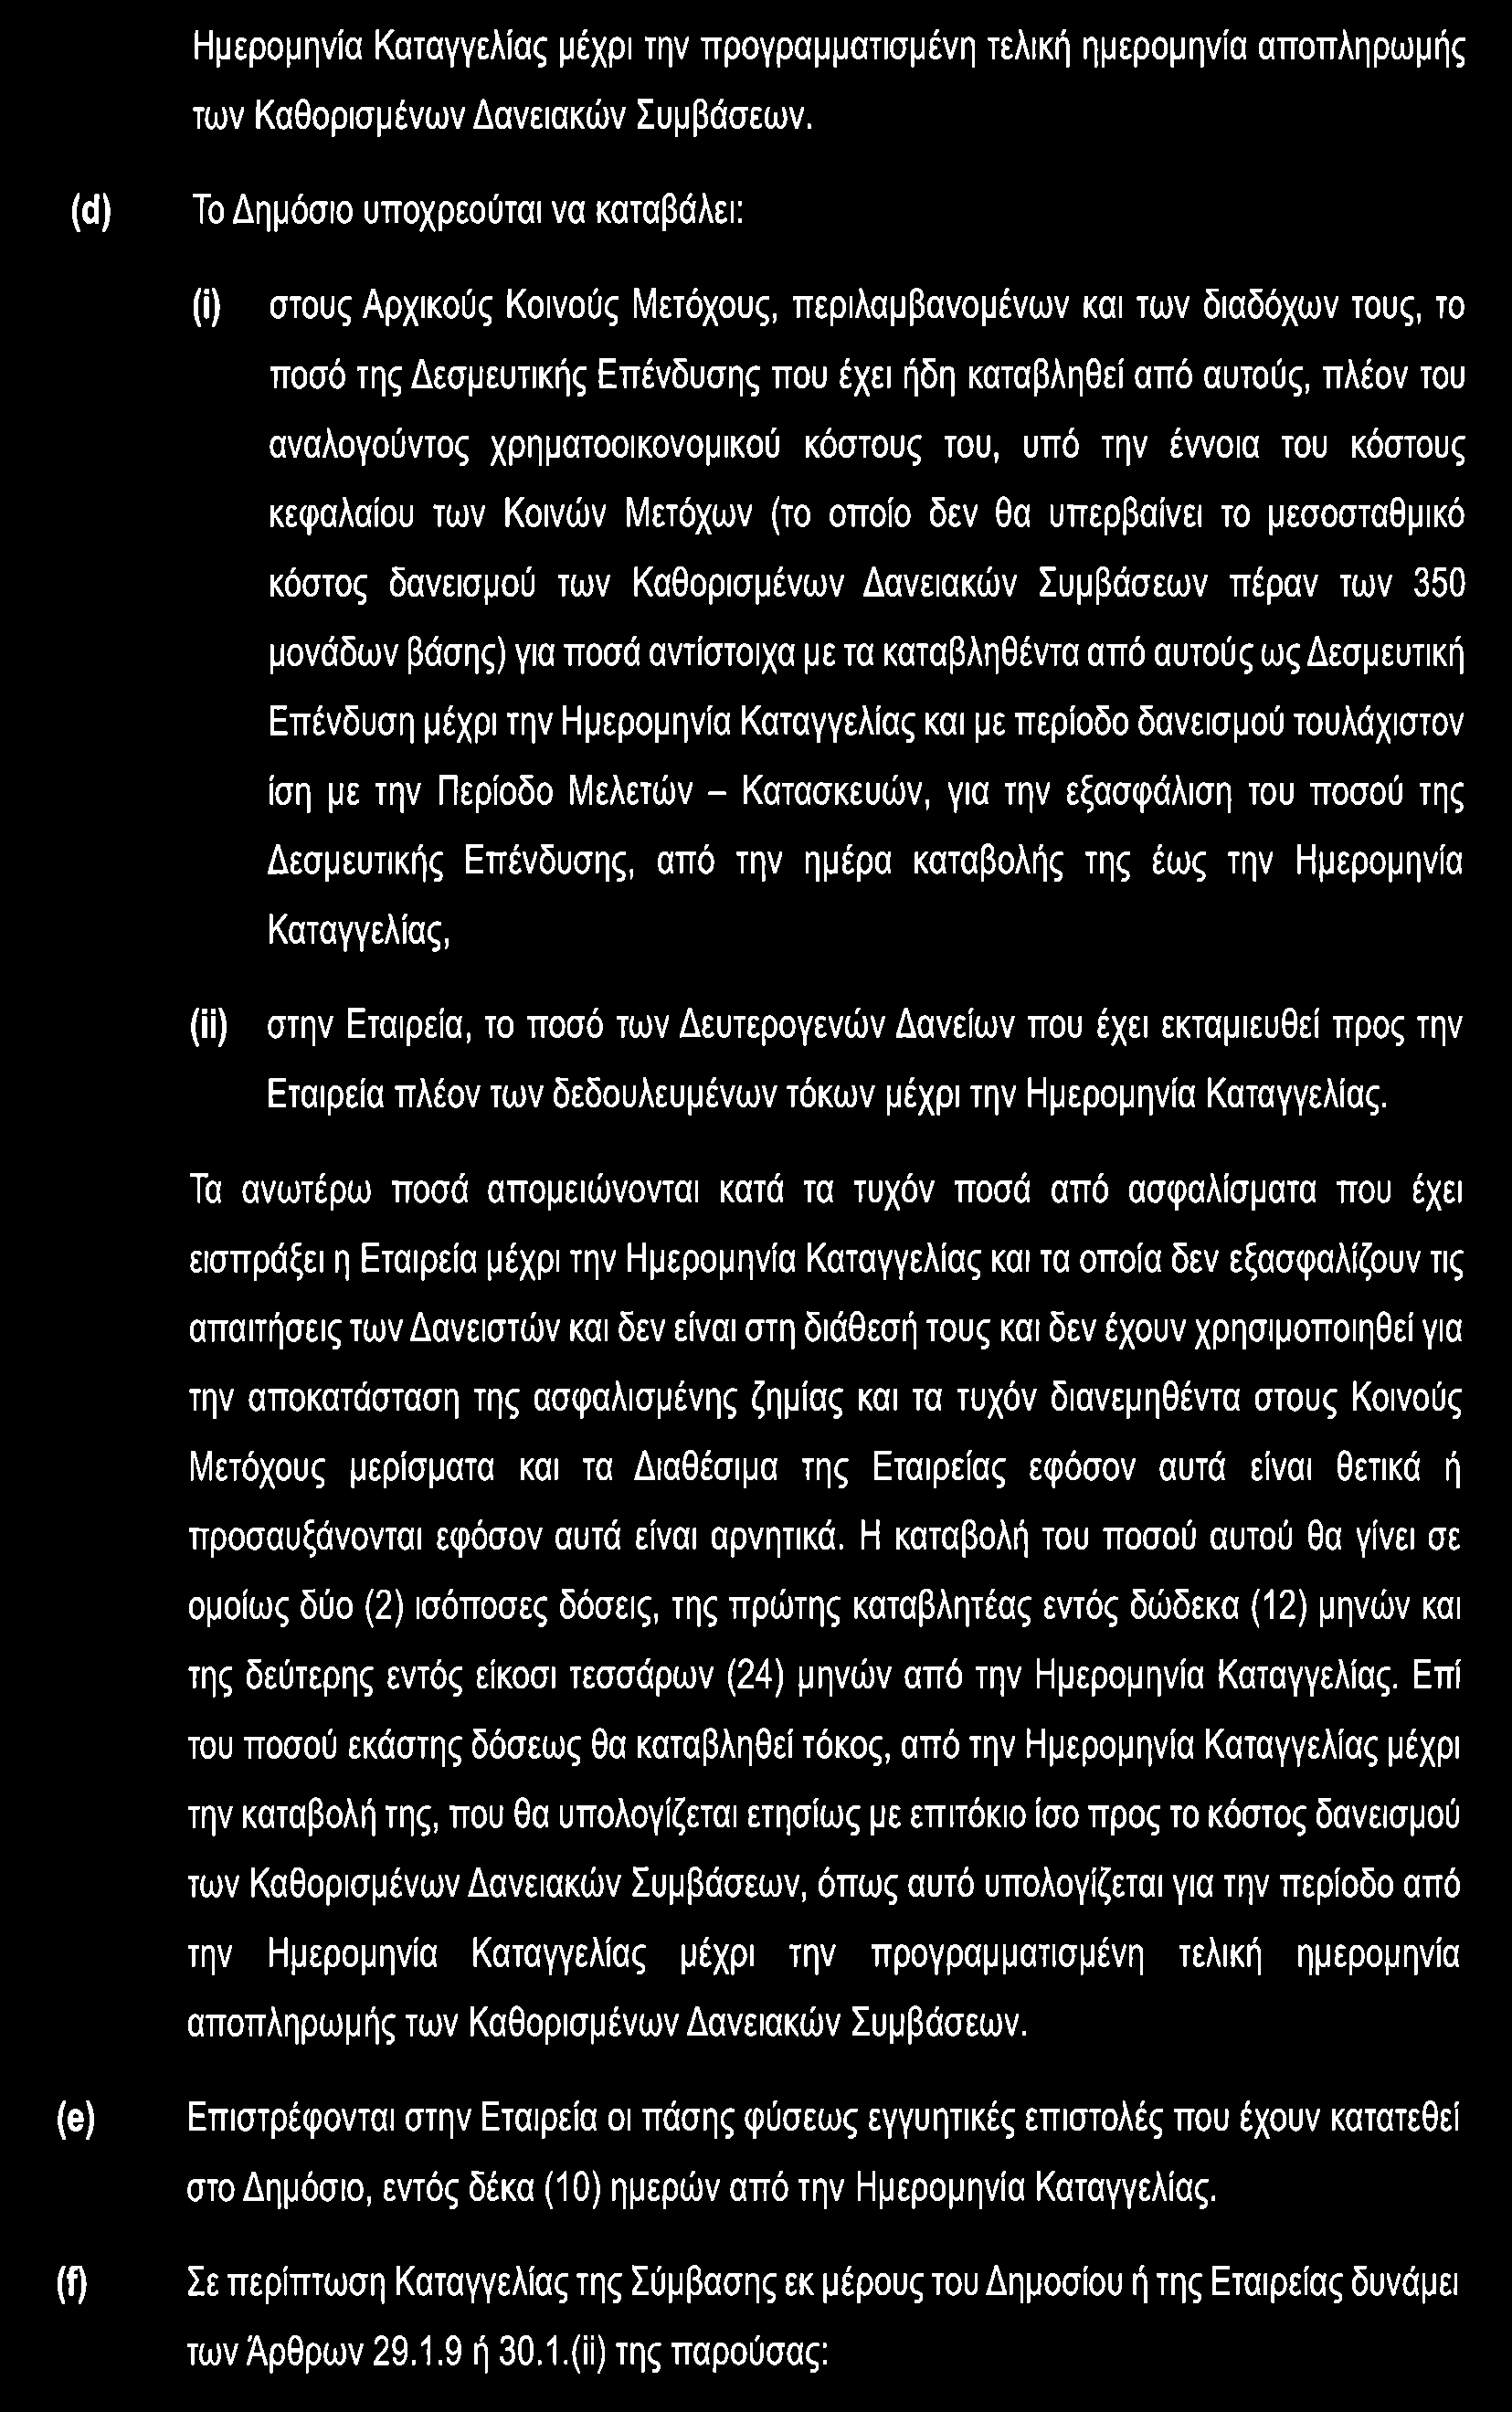 Ημερομηνία Καταγγελίας μέχρι την προγραμματισμένη τελική ημερομηνία αποπληρωμής
των Καθορισμένων Δανειακών Συμβάσεων.
(d) Το Δημόσιο υποχρεούται να καταβάλει:
(i) στους Αρχικούς Κοινούς Μετόχους, περιλαμβανομένων και των διαδόχων τους, το
ποσό της Δεσμευτικής Επένδυσης που έχει ήδη καταβληθεί από αυτούς, πλέον του
αναλογούντος χρηματοοικονομικού κόστους του, υπό την έννοια του κόστους
κεφαλαίου των Κοινών Μετόχων (το οποίο δεν θα υπερβαίνει το μεσοσταθμικό
κόστος δανεισμού των Καθορισμένων Δανειακών Συμβάσεων πέραν των 350
μονάδων βάσης) για ποσά αντίστοιχα με τα καταβληθέντα από αυτούς ως Δεσμευτική
Επένδυση μέχρι την Ημερομηνία Καταγγελίας και με περίοδο δανεισμού τουλάχιστον
ίση με την Περίοδο Μελετών – Κατασκευών, για την εξασφάλιση του ποσού της
Δεσμευτικής Επένδυσης, από την ημέρα καταβολής της έως την Ημερομηνία
Καταγγελίας,
(ii) στην Εταιρεία, το ποσό των Δευτερογενών Δανείων που έχει εκταμιευθεί προς την
Εταιρεία πλέον των δεδουλευμένων τόκων μέχρι την Ημερομηνία Καταγγελίας.
Τα ανωτέρω ποσά απομειώνονται κατά τα τυχόν ποσά από ασφαλίσματα που έχει
εισπράξει η Εταιρεία μέχρι την Ημερομηνία Καταγγελίας και τα οποία δεν εξασφαλίζουν τις
απαιτήσεις των Δανειστών και δεν είναι στη διάθεσή τους και δεν έχουν χρησιμοποιηθεί για
την αποκατάσταση της ασφαλισμένης ζημίας και τα τυχόν διανεμηθέντα στους Κοινούς
Μετόχους μερίσματα και τα Διαθέσιμα της Εταιρείας εφόσον αυτά είναι θετικά ή
προσαυξάνονται εφόσον αυτά είναι αρνητικά. Η καταβολή του ποσού αυτού θα γίνει σε
ομοίως δύο (2) ισόποσες δόσεις, της πρώτης καταβλητέας εντός δώδεκα (12) μηνών και
της δεύτερης εντός είκοσι τεσσάρων (24) μηνών από την Ημερομηνία Καταγγελίας. Επί
του ποσού εκάστης δόσεως θα καταβληθεί τόκος, από την Ημερομηνία Καταγγελίας μέχρι
την καταβολή της, που θα υπολογίζεται ετησίως με επιτόκιο ίσο προς το κόστος δανεισμού
των Καθορισμένων Δανειακών Συμβάσεων, όπως αυτό υπολογίζεται για την περίοδο από
την Ημερομηνία Καταγγελίας μέχρι την προγραμματισμένη τελική ημερομηνία
αποπληρωμής των Καθορισμένων Δανειακών Συμβάσεων.
(e) Επιστρέφονται στην Εταιρεία οι πάσης φύσεως εγγυητικές επιστολές που έχουν κατατεθεί
στο Δημόσιο, εντός δέκα (10) ημερών από την Ημερομηνία Καταγγελίας.
(f) Σε περίπτωση Καταγγελίας της Σύμβασης εκ μέρους του Δημοσίου ή της Εταιρείας δυνάμει
των Άρθρων 29.1.9 ή 30.1.(ii) της παρούσας: